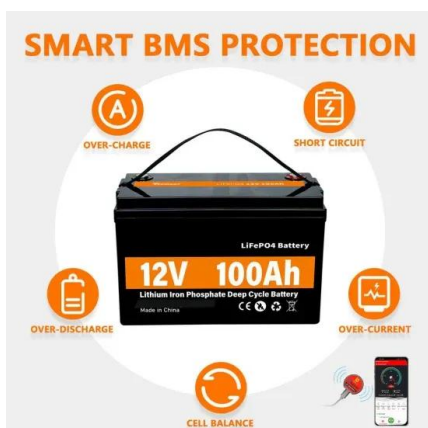 SMART BMS PROTECTION
A
OVER-CHARGE
SHORT CIRCUIT
LiFePO4 Battery
12V 100Ah
Lithium Iron Phosphate Deep Cycle Battery
Made in China
CE
OVER-DISCHARGE
OVER-CURRENT
CELL BALANCE